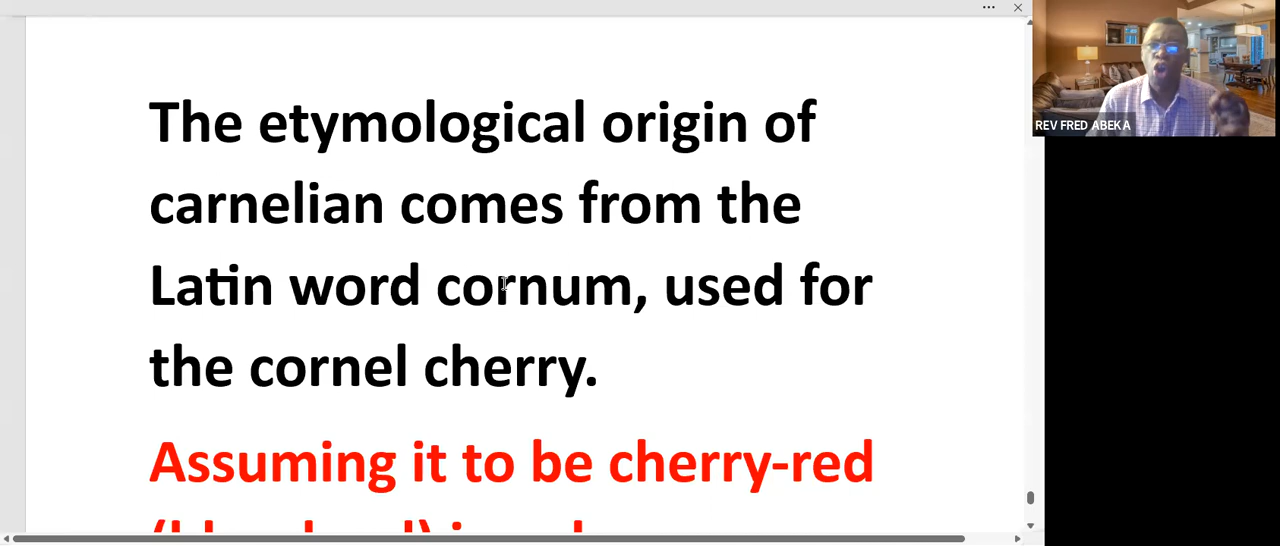 The etymological origin of
carnelian comes from the
Latin word cornum, used for
the cornel cherry.
Assuming it to be cherry-red
REV FRED ABEKA